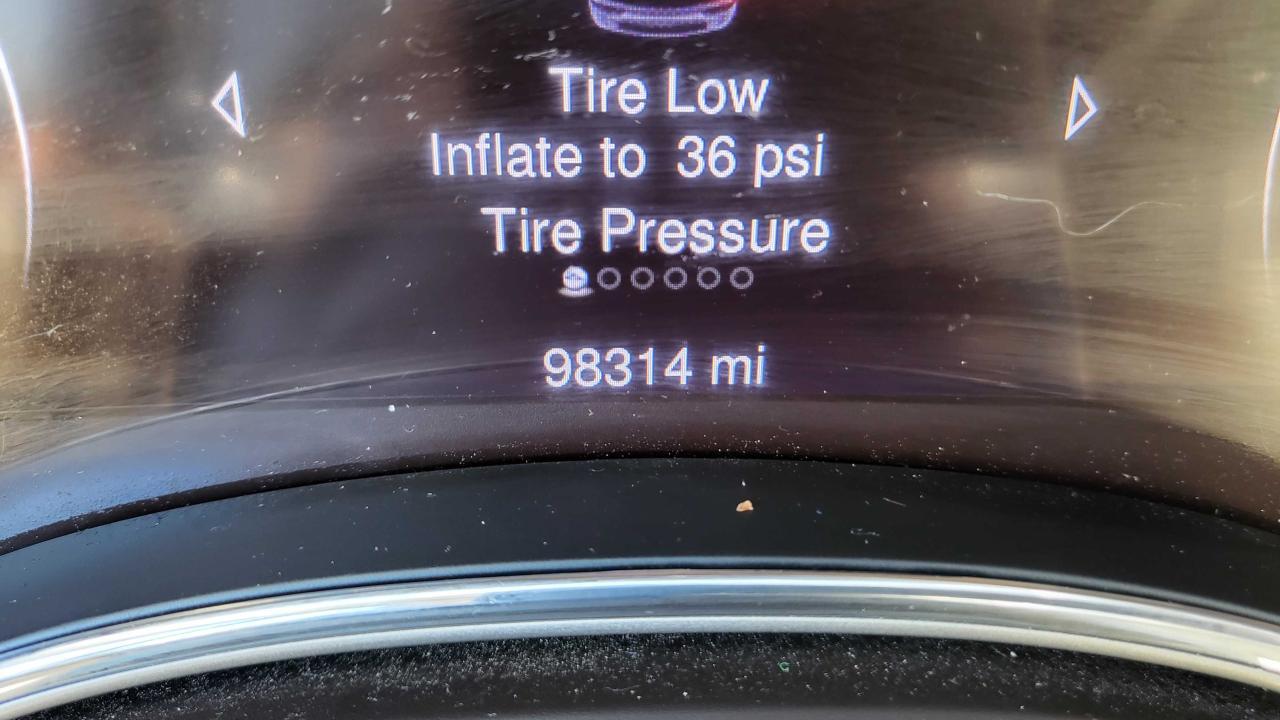 Tire Low
Inflate to 36 psi
Tire Pressure
98314 mi